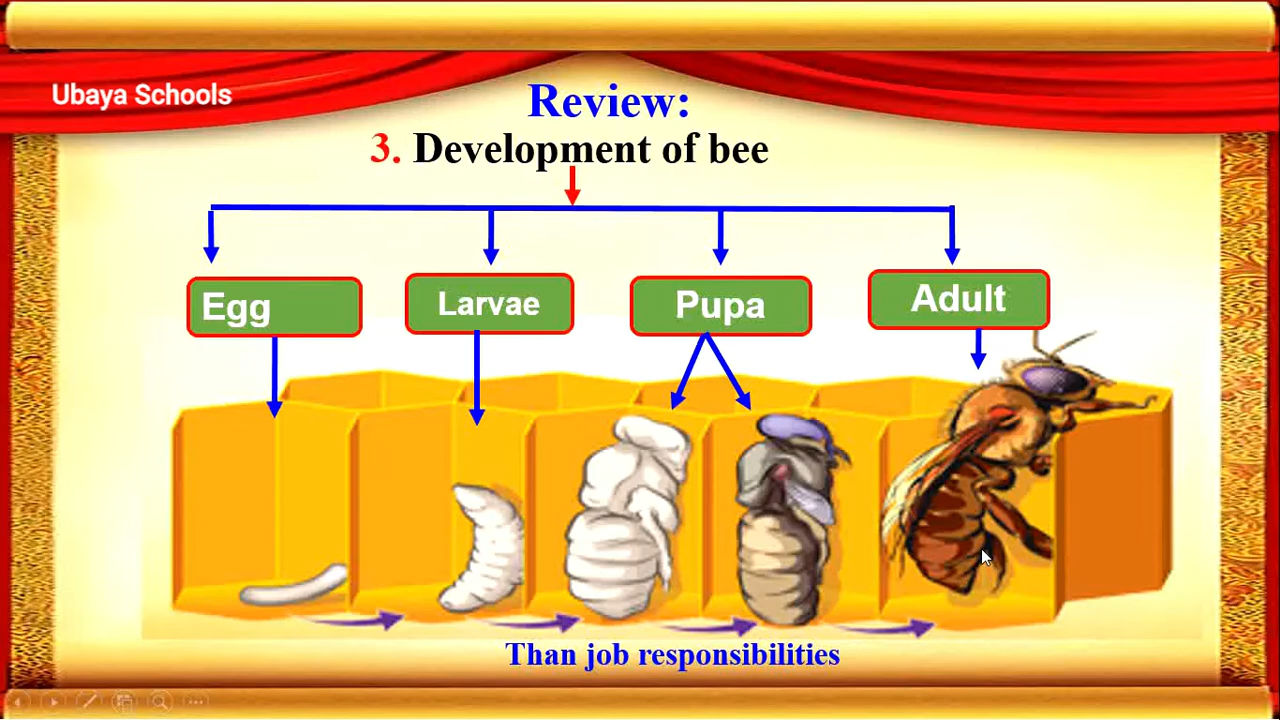 Ubaya Schools
Review:
3. Development of bee
Egg
Larvae
Pupa
Adult
Than job responsibilities